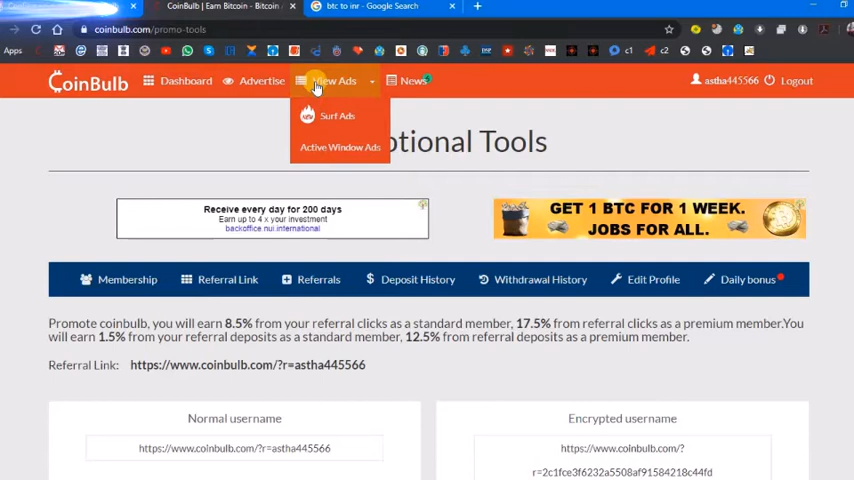 CoinBulb | Earn Bitcoin - Bitcoin
btc to inr - Google Search
coinbulb.com/promo-tools
Apps
CoinBulb
Dashboard
Advertise
View Ads
News
astha445566
Logout
Surf Ads
Active Window Ads
otional Tools
Receive every day for 200 days
Earn up to 4 x your investment
backoffice nui.international
GET 1 BTC FOR 1 WEEK.
JOBS FOR ALL.
Membership
Referral Link
Referrals
Deposit History
Withdrawal History
Edit Profile
Daily bonus
Promote coinbulb, you will earn 8.5% from your referral clicks as a standard member, 17.5% from referral clicks as a premium member.You
will earn 1.5% from your referral deposits as a standard member, 12.5% from referral deposits as a premium member.
Referral Link: https://www.coinbulb.com/?r=astha445566
Normal username
Encrypted username
https://www.coinbulb.com/?r=astha445566
https://www.coinbulb.com/?
r=2c1fce3f6232a5508af91584218c44fd